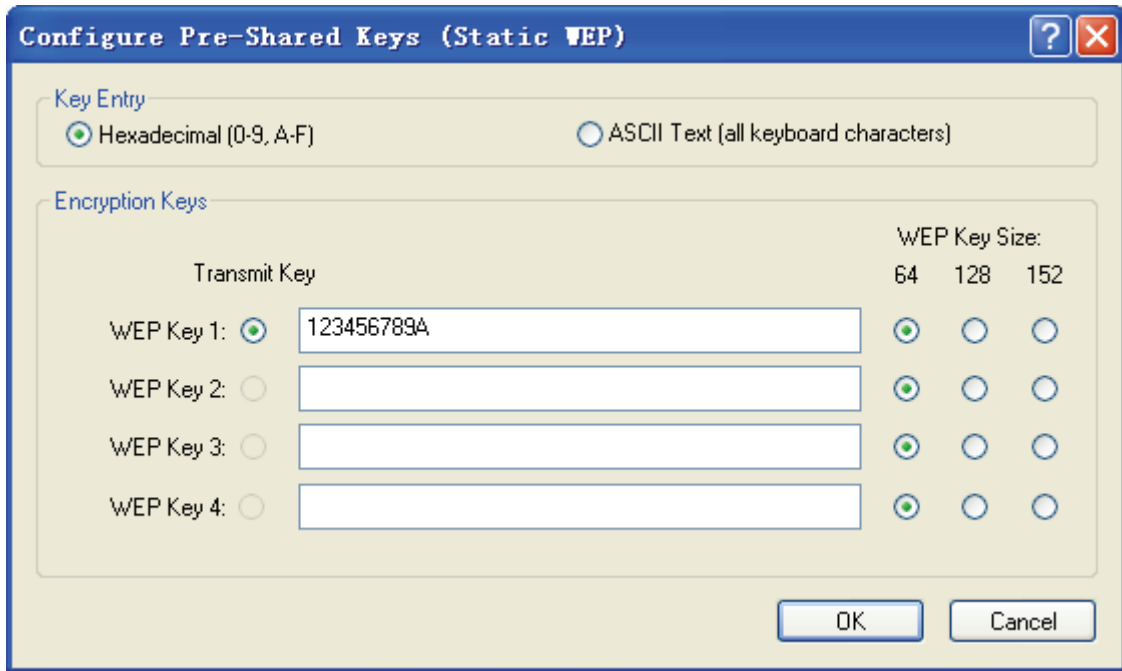 Configure Pre-Shared Keys (Static WEP)
Key Entry
Hexadecimal (0-9, A-F)
ASCII Text (all keyboard characters)
Encryption Keys
WEP Key Size:
Transmit Key
64 128 152
WEP Key 1: 123456789A
WEP Key 2:
WEP Key 3:
WEP Key 4:
OK
Cancel